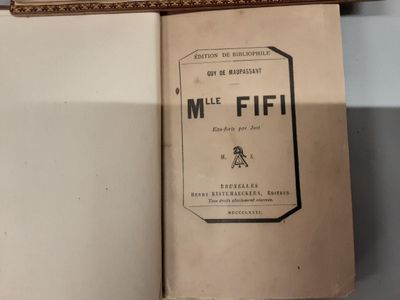 ÉDITION DE BIBLIOPHILE
GUY DE MAUPASSANT
MLLE FIFI
Eau-forte par Just
H. K.
BRUXELLES
HENRY KISTEMAECKERS, ÉDITEUR
Tous droits absolument réservés.